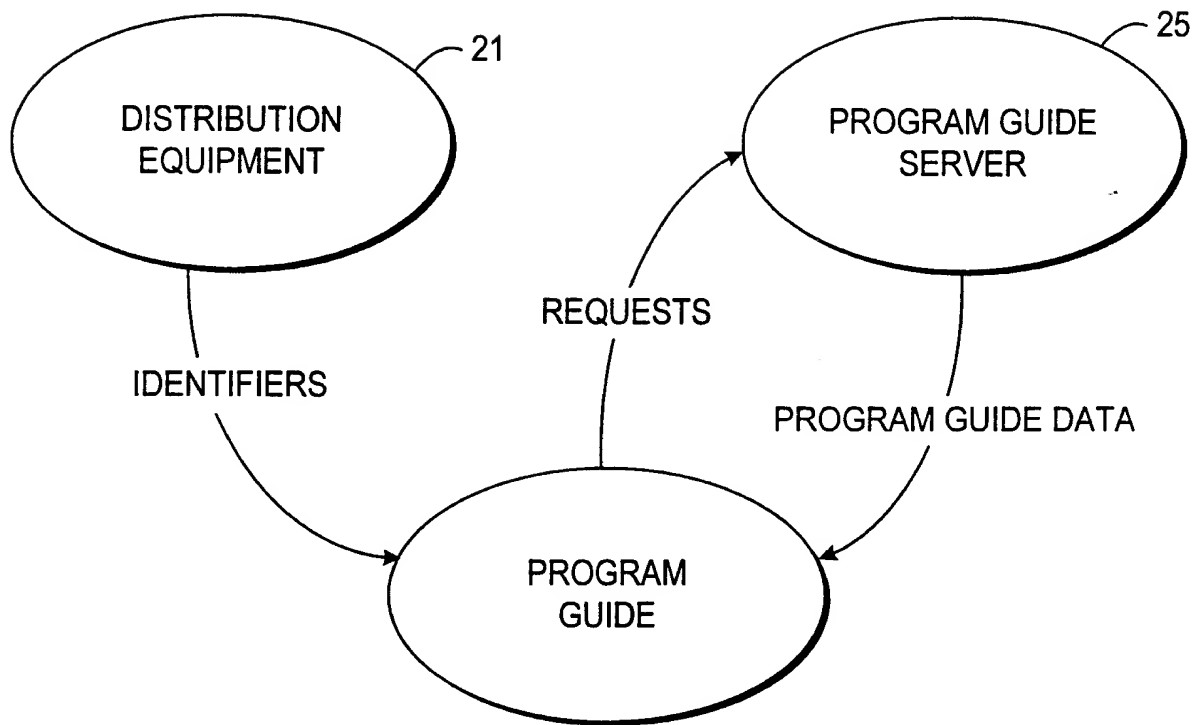 21
25
DISTRIBUTION
EQUIPMENT
PROGRAM GUIDE
SERVER
REQUESTS
IDENTIFIERS
PROGRAM GUIDE DATA
PROGRAM
GUIDE